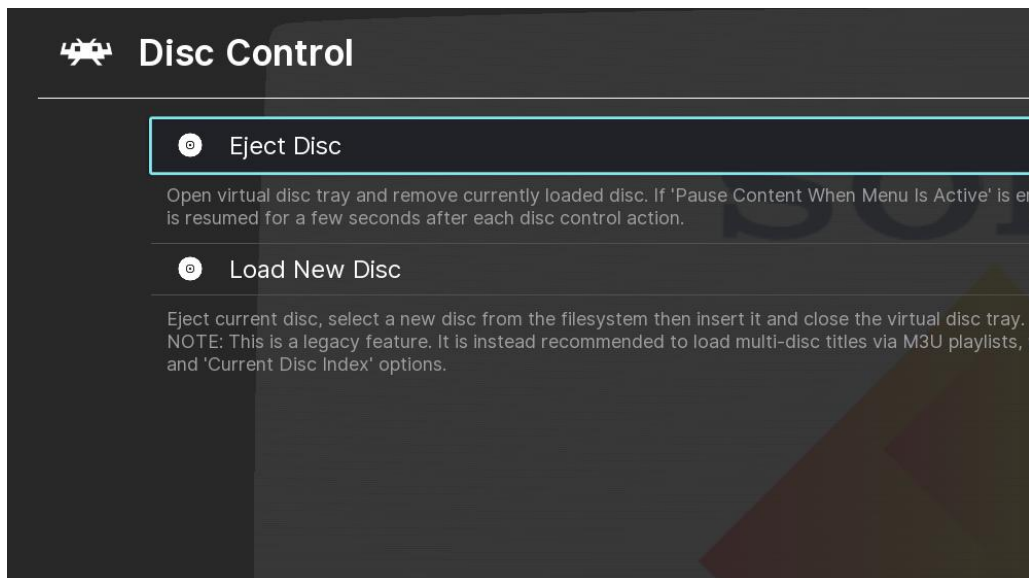 Disc Control
Eject Disc
Open virtual disc tray and remove currently loaded disc. If 'Pause Content When Menu Is Active' is
is resumed for a few seconds after each disc control action.
Load New Disc
Eject current disc, select a new disc from the filesystem then insert it and close the virtual disc tray.
NOTE: This is a legacy feature. It is instead recommended to load multi-disc titles via M3U playlists,
and 'Current Disc Index' options.